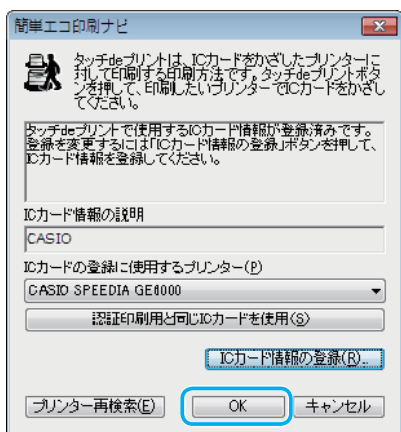 簡単エコ印刷ナビ
タッチdeプリントは、ICカードをかざしたプリンターに
対して印刷する印刷方法です。タッチdeプリントボタ
ンを押して、印刷したいプリンターでICカードをかざし
てください。
タッチdeプリントで使用するICカード情報が登録済みです。
登録を変更するには「ICカード情報の登録」ボタンを押して、
ICカード情報を登録してください。
ICカード情報の説明
CASIO
ICカードの登録に使用するプリンター(P)
CASIO SPEEDIA GE6000
認証印刷用と同じICカードを使用(S)
ICカード情報の登録(R)...
プリンター再検索(E) OK キャンセル